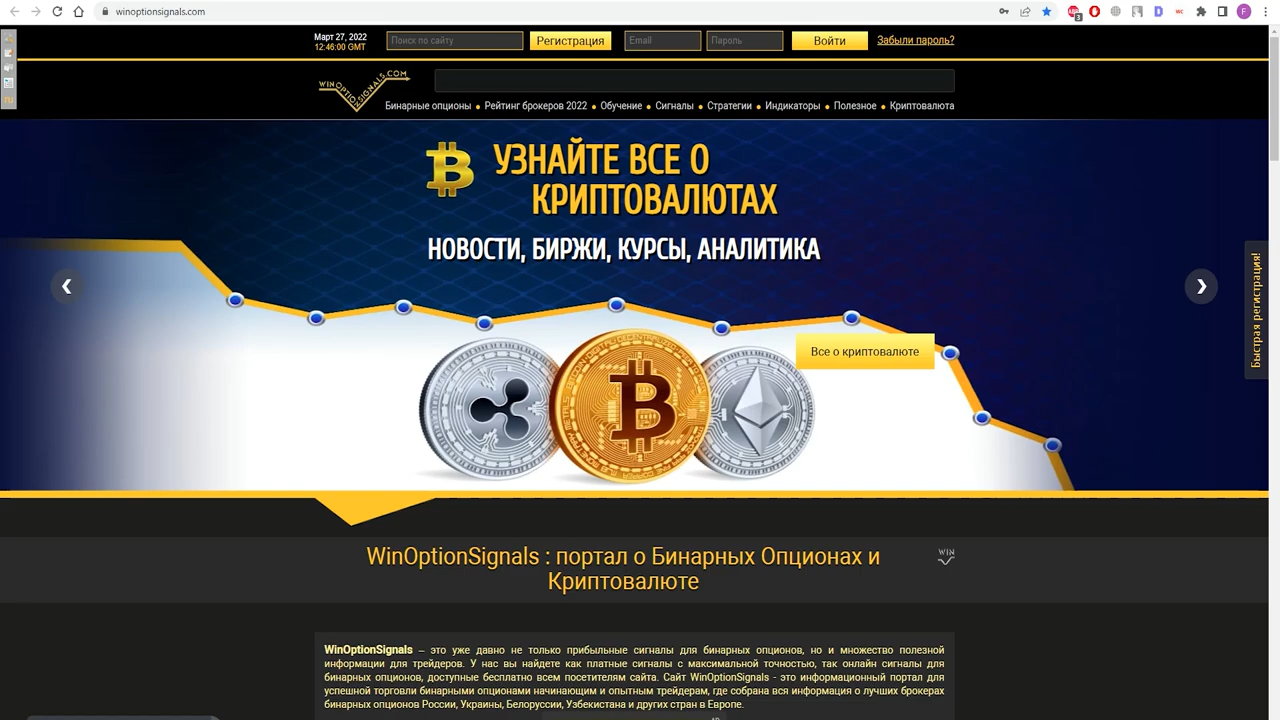 winoptionsignals.com
Март 27, 2022
12:46:00 GMT
Поиск по сайту
Регистрация
Email
Пароль
Войти
Забыли пароль?
WINOPTIONSIGNALS.COM
Бинарные опционы • Рейтинг брокеров 2022 • Обучение • Сигналы • Стратегии • Индикаторы • Полезное • Криптовалюта
УЗНАЙТЕ ВСЕ О
КРИПТОВАЛЮТАХ
НОВОСТИ, БИРЖИ, КУРСЫ, АНАЛИТИКА
Быстрая регистрация!
Все о криптовалюте
WinOptionSignals : портал о Бинарных Опционах и
Криптовалюте
WIN
WinOptionSignals – это уже давно не только прибыльные сигналы для бинарных опционов, но и множество полезной
информации для трейдеров. У нас вы найдете как платные сигналы с максимальной точностью, так онлайн сигналы для
бинарных опционов, доступные бесплатно всем посетителям сайта. Сайт WinOptionSignals - это информационный портал для
успешной торговли бинарными опционами начинающим и опытным трейдерам, где собрана вся информация о лучших брокерах
бинарных опционов России, Украины, Белоруссии, Узбекистана и других стран в Европе.